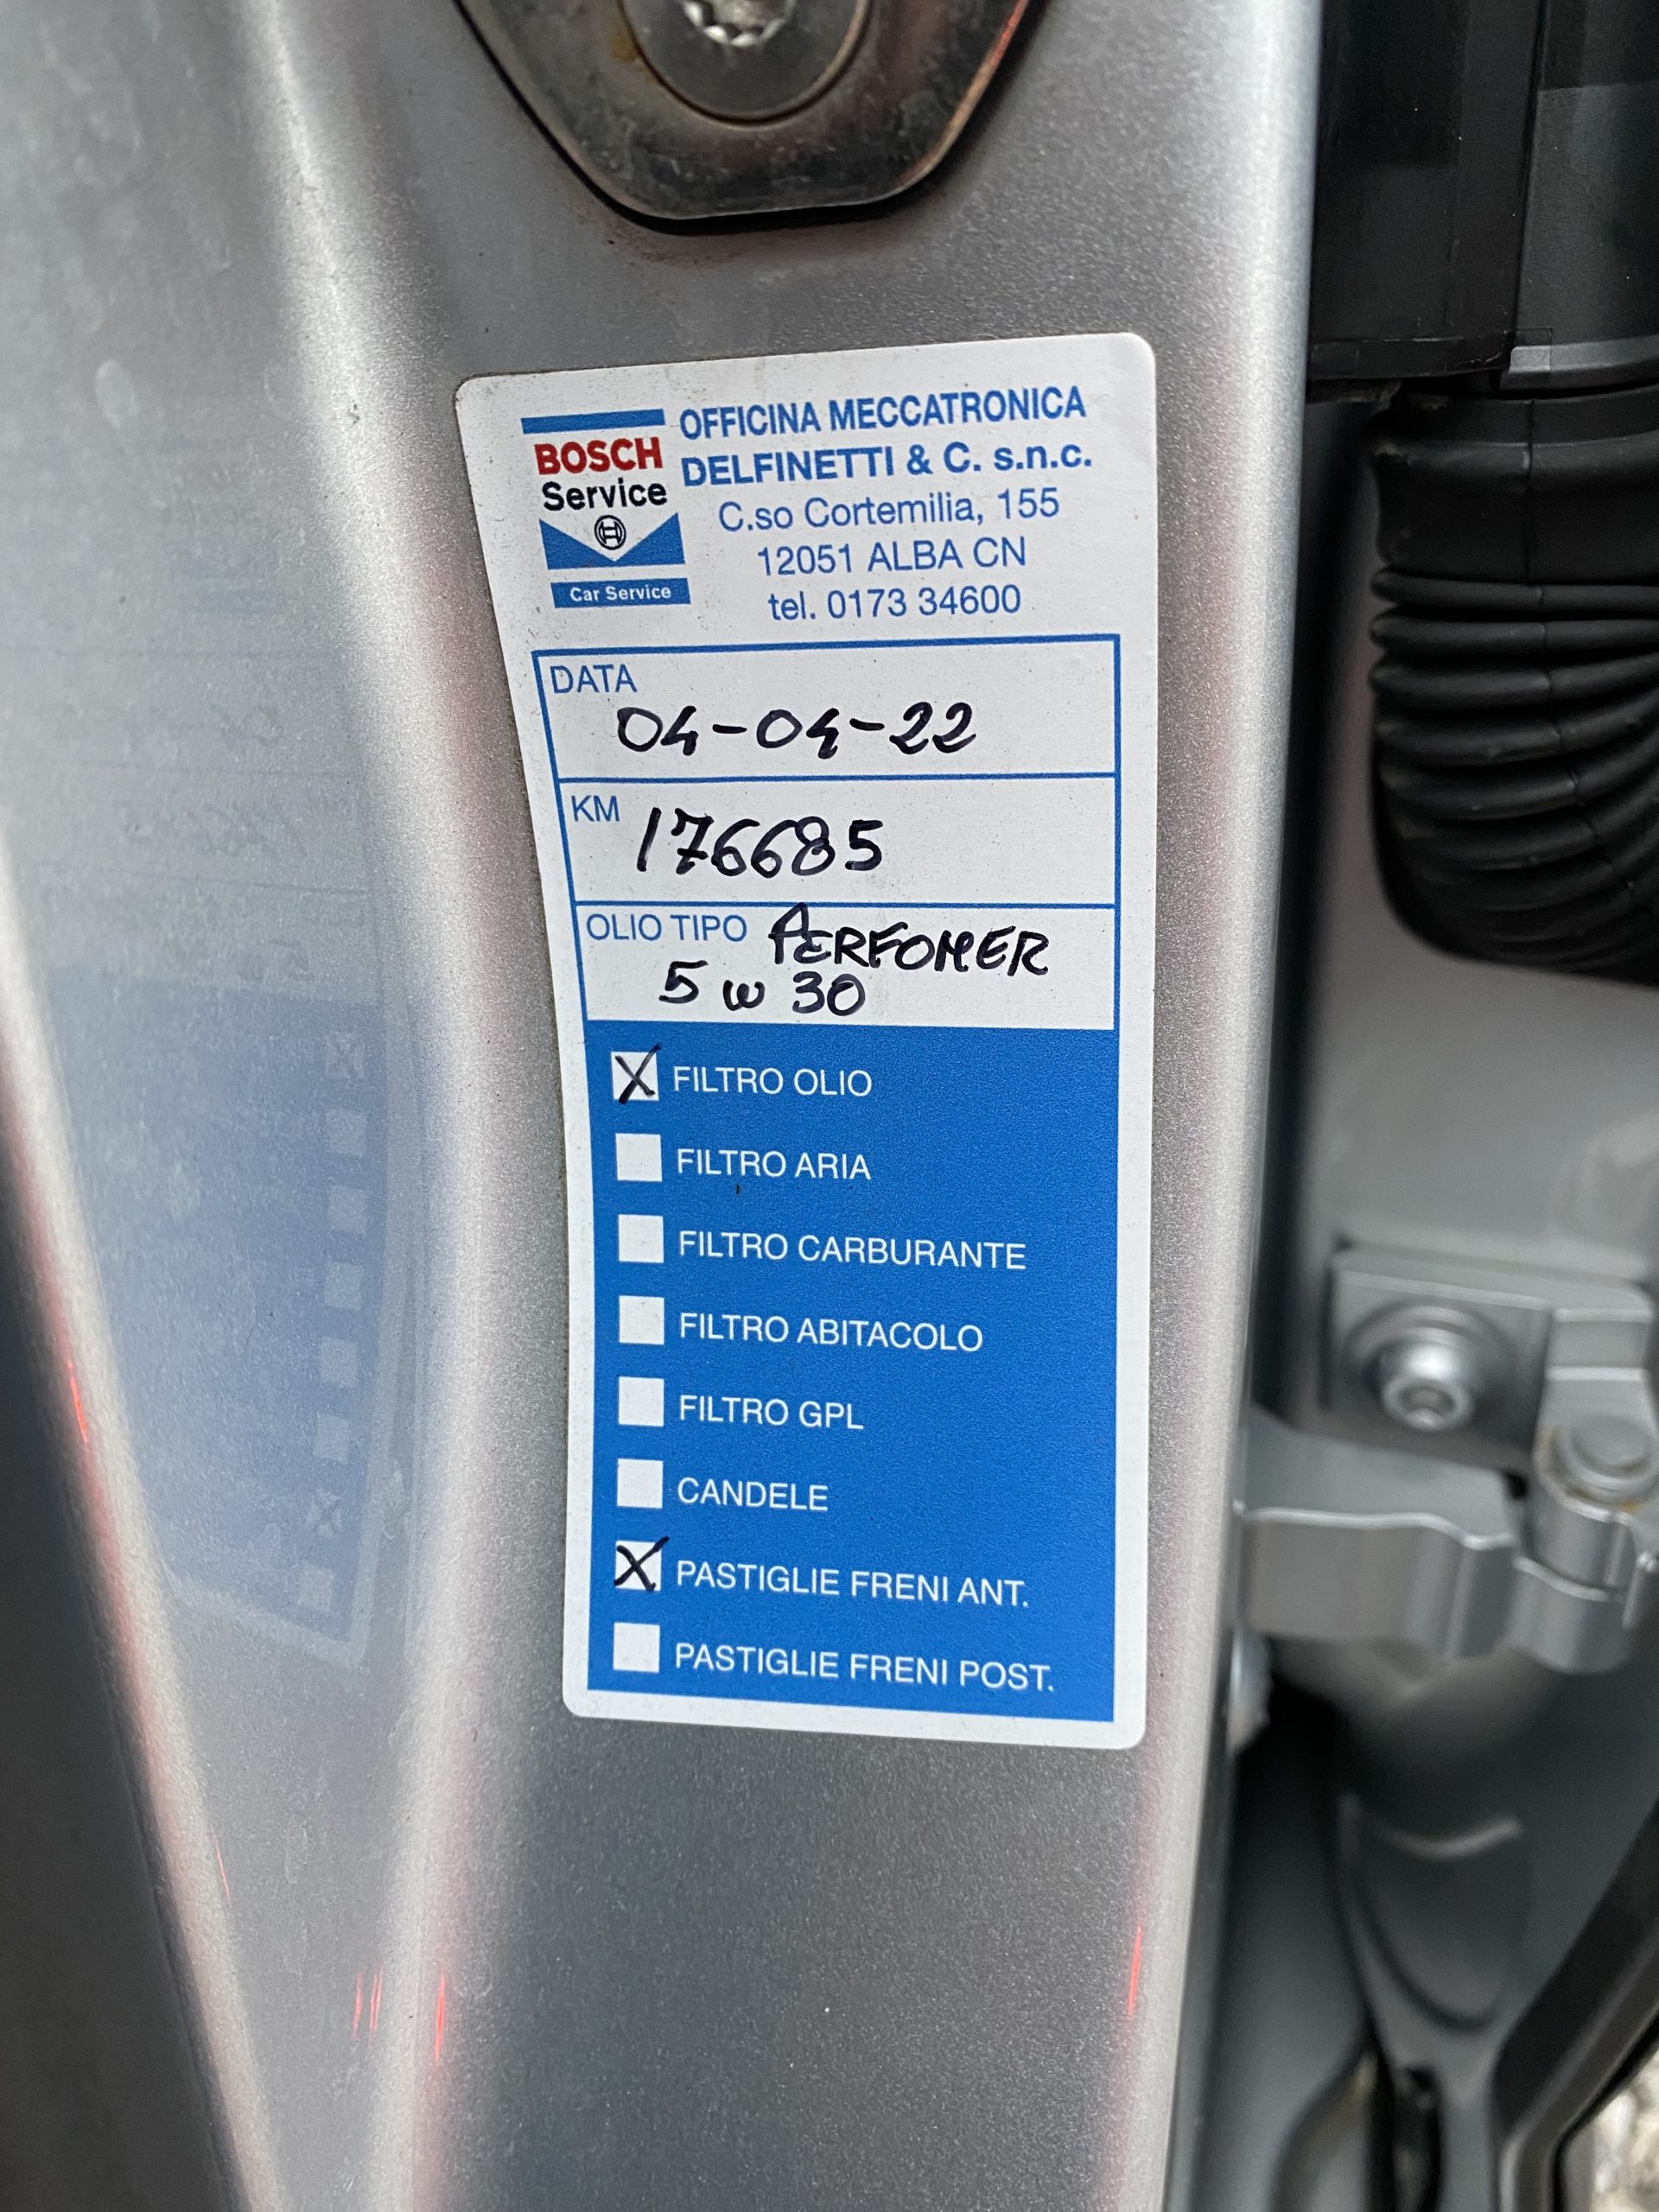 BOSCH
Service
Car Service
OFFICINA MECCATRONICA
DELFINETTI & C. s.n.c.
C.so Cortemilia, 155
12051 ALBA CN
tel. 0173 34600
DATA
04-04-22
KM 176685
OLIO TIPO PERFOMER
5 W 30
X FILTRO OLIO
FILTRO ARIA
FILTRO CARBURANTE
FILTRO ABITACOLO
FILTRO GPL
CANDELE
X PASTIGLIE FRENI ANT.
PASTIGLIE FRENI POST.